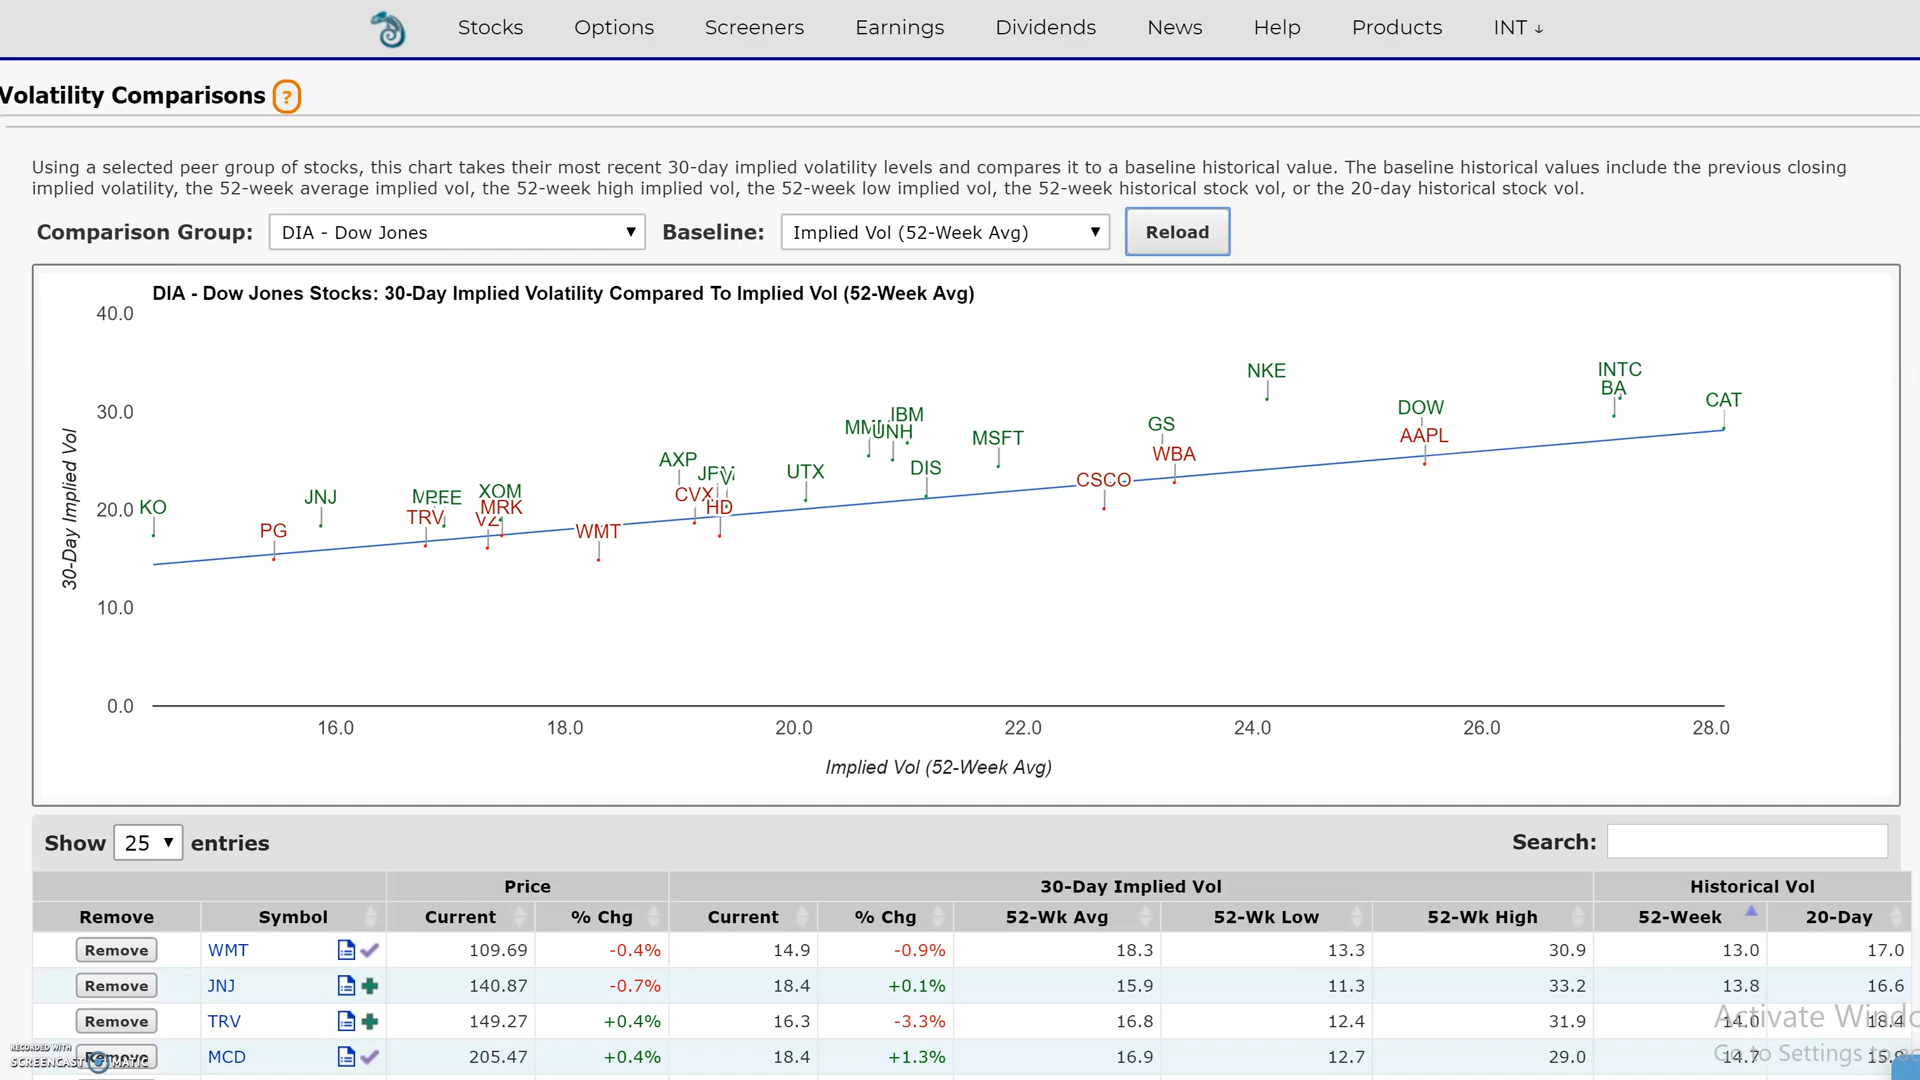 Stocks Options Screeners Earnings Dividends News Help Products INT ↓
Volatility Comparisons ?
Using a selected peer group of stocks, this chart takes their most recent 30-day implied volatility levels and compares it to a baseline historical value. The baseline historical values include the previous closing
implied volatility, the 52-week average implied vol, the 52-week high implied vol, the 52-week low implied vol, the 52-week historical stock vol, or the 20-day historical stock vol.
Comparison Group: DIA - Dow Jones ▼ Baseline: Implied Vol (52-Week Avg) ▼ Reload
DIA - Dow Jones Stocks: 30-Day Implied Volatility Compared To Implied Vol (52-Week Avg)
40.0
30.0
20.0
10.0
0.0
30-Day Implied Vol
KO
PG
JNJ
TRV
XOM
MRK
VZ
WMT
AXP
CVX
HD
UTX
IBM
UNH
DIS
MSFT
CSCO
GS
WBA
NKE
DOW
AAPL
INTC
BA
CAT
16.0 18.0 20.0 22.0 24.0 26.0 28.0
Implied Vol (52-Week Avg)
Show 25 ▼ entries Search:
Price 30-Day Implied Vol Historical Vol
Remove Symbol Current % Chg Current % Chg 52-Wk Avg 52-Wk Low 52-Wk High 52-Week 20-Day
Remove WMT 109.69 -0.4% 14.9 -0.9% 18.3 13.3 30.9 13.0 17.0
Remove JNJ 140.87 -0.7% 18.4 +0.1% 15.9 11.3 33.2 13.8 16.6
Remove TRV 149.27 +0.4% 16.3 -3.3% 16.8 12.4 31.9 14.0 18.4
Remove MCD 205.47 +0.4% 18.4 +1.3% 16.9 12.7 29.0 14.7
Activate
Go to Settings to
RECORDED WITH
SCREENCAST MATIC